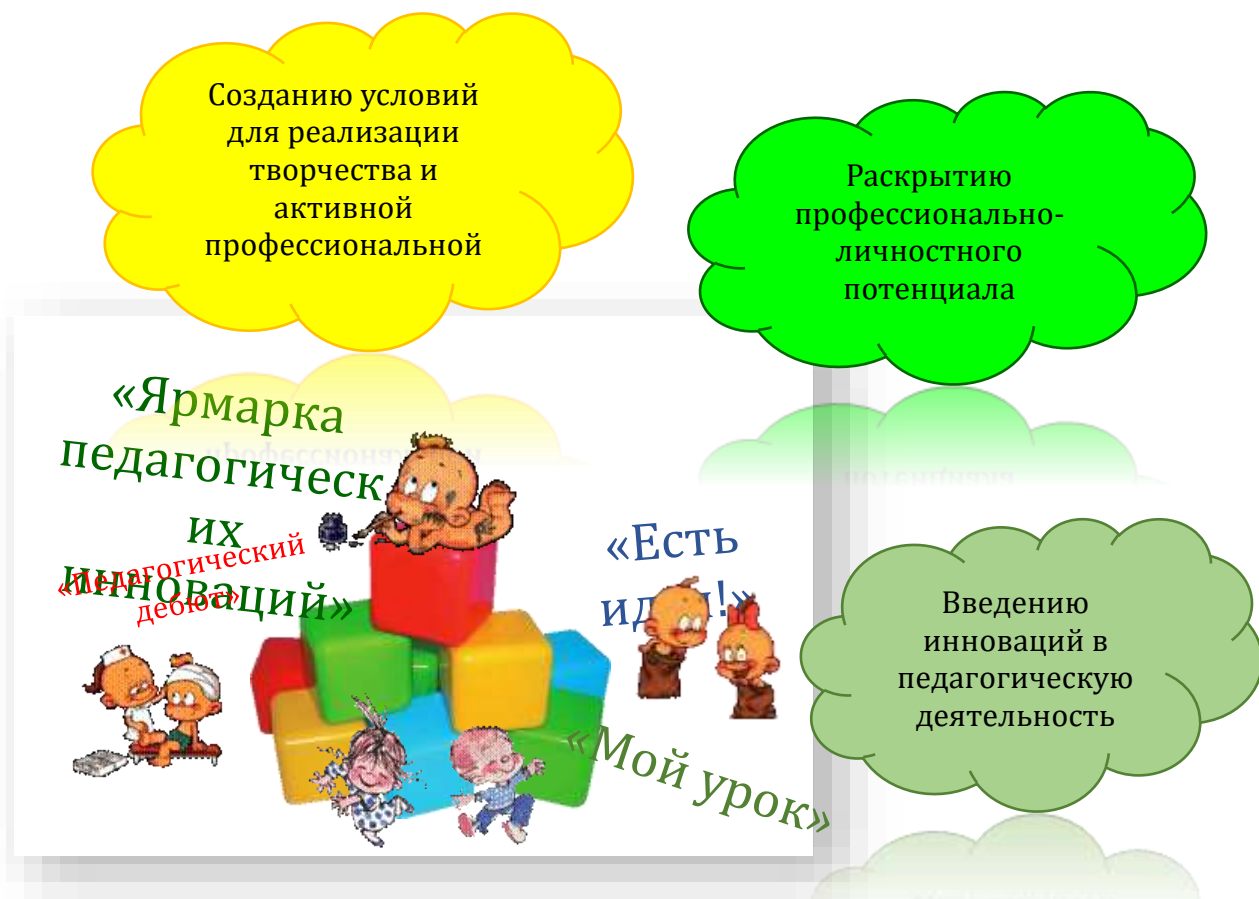 Созданию условий
для реализации
творчества и
активной
профессиональной
Раскрытию
профессионально-
личностного
потенциала
«Ярмарка
педагогическ
их
инноваций»
«Педагогический
дебют»
«Есть
Введению
инноваций в
педагогическую
деятельность
«Мой урок»